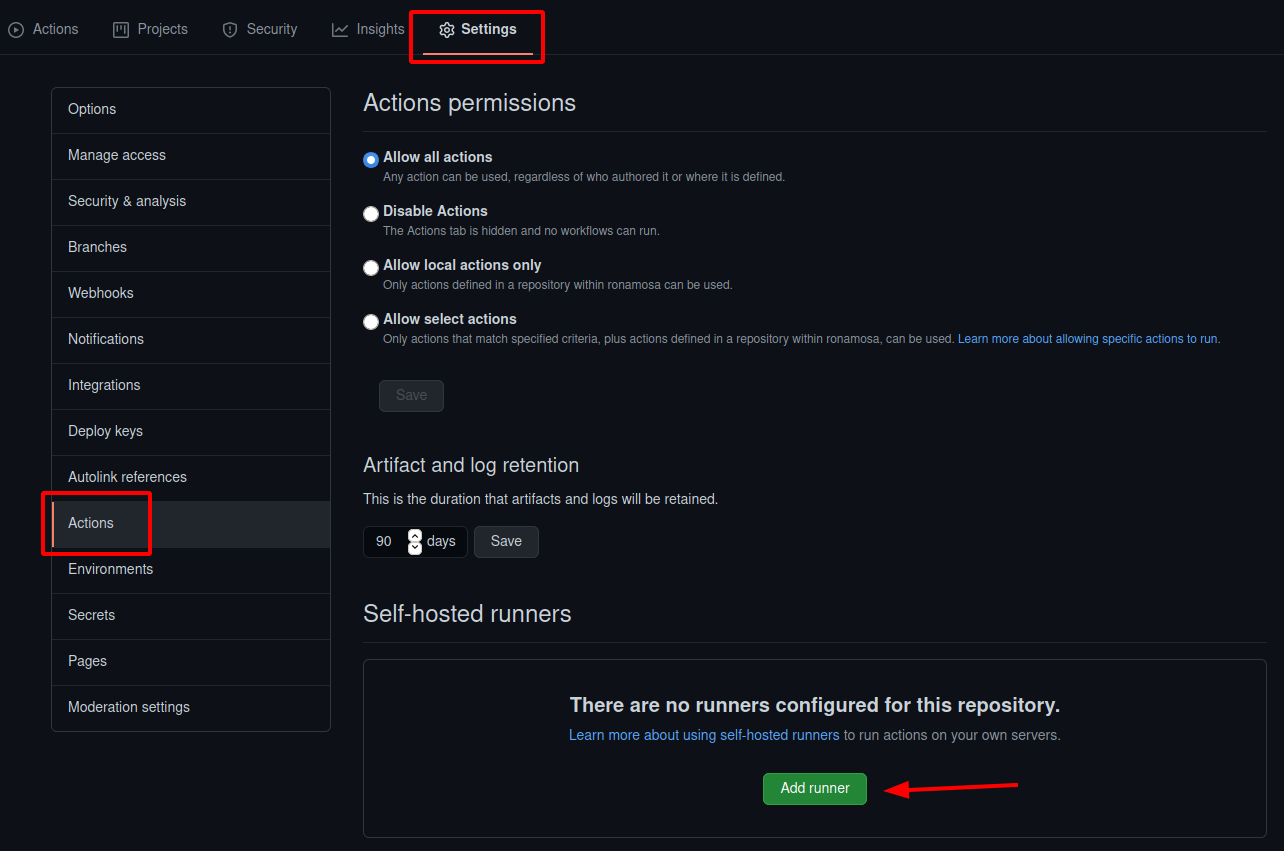 Actions Projects Security Insights Settings
Options
Manage access
Security & analysis
Branches
Webhooks
Notifications
Integrations
Deploy keys
Autolink references
Actions
Environments
Secrets
Pages
Moderation settings
Actions permissions
Allow all actions
Any action can be used, regardless of who authored it or where it is defined.
Disable Actions
The Actions tab is hidden and no workflows can run.
Allow local actions only
Only actions defined in a repository within ronamosa can be used.
Allow select actions
Only actions that match specified criteria, plus actions defined in a repository within ronamosa, can be used. Learn more about allowing specific actions to run.
Save
Artifact and log retention
This is the duration that artifacts and logs will be retained.
90 days Save
Self-hosted runners
There are no runners configured for this repository.
Learn more about using self-hosted runners to run actions on your own servers.
Add runner